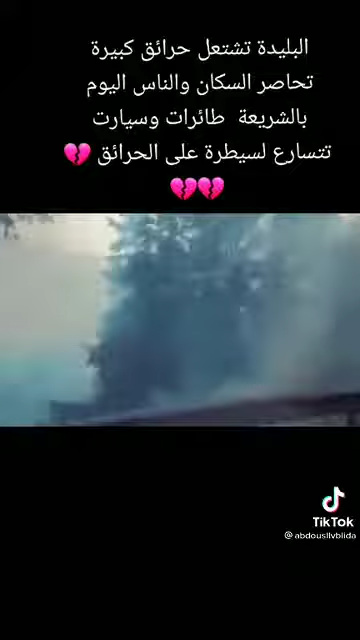 البليدة تشتعل حرائق كبيرة
تحاصر السكان والناس اليوم
بالشريعة طائرات وسيارت
تتسارع لسيطرة على الحرائق 💔
💔💔
TikTok
@abdousllvblida